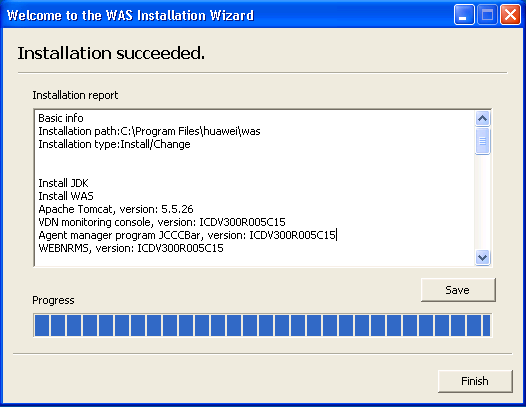 Welcome to the WAS Installation Wizard
Installation succeeded.
Installation report
Basic info
Installation path:C:\Program Files\huawei\was
Installation type:Install/Change
Install JDK
Install WAS
Apache Tomcat, version: 5.5.26
VDN monitoring console, version: ICDV300R005C15
Agent manager program JCCCBar, version: ICDV300R005C15
WEBNRMS, version: ICDV300R005C15
Save
Progress
Finish